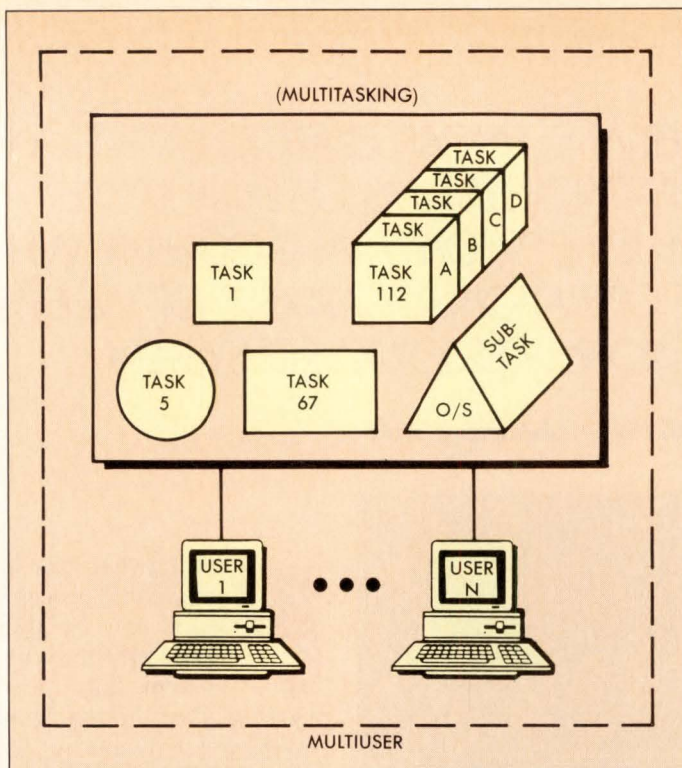 (MULTITASKING)
TASK
TASK
TASK
TASK
D
C
B
A
TASK
112
TASK
1
SUB-
TASK
O/S
TASK
5
TASK
67
USER
1
USER
N
MULTIUSER